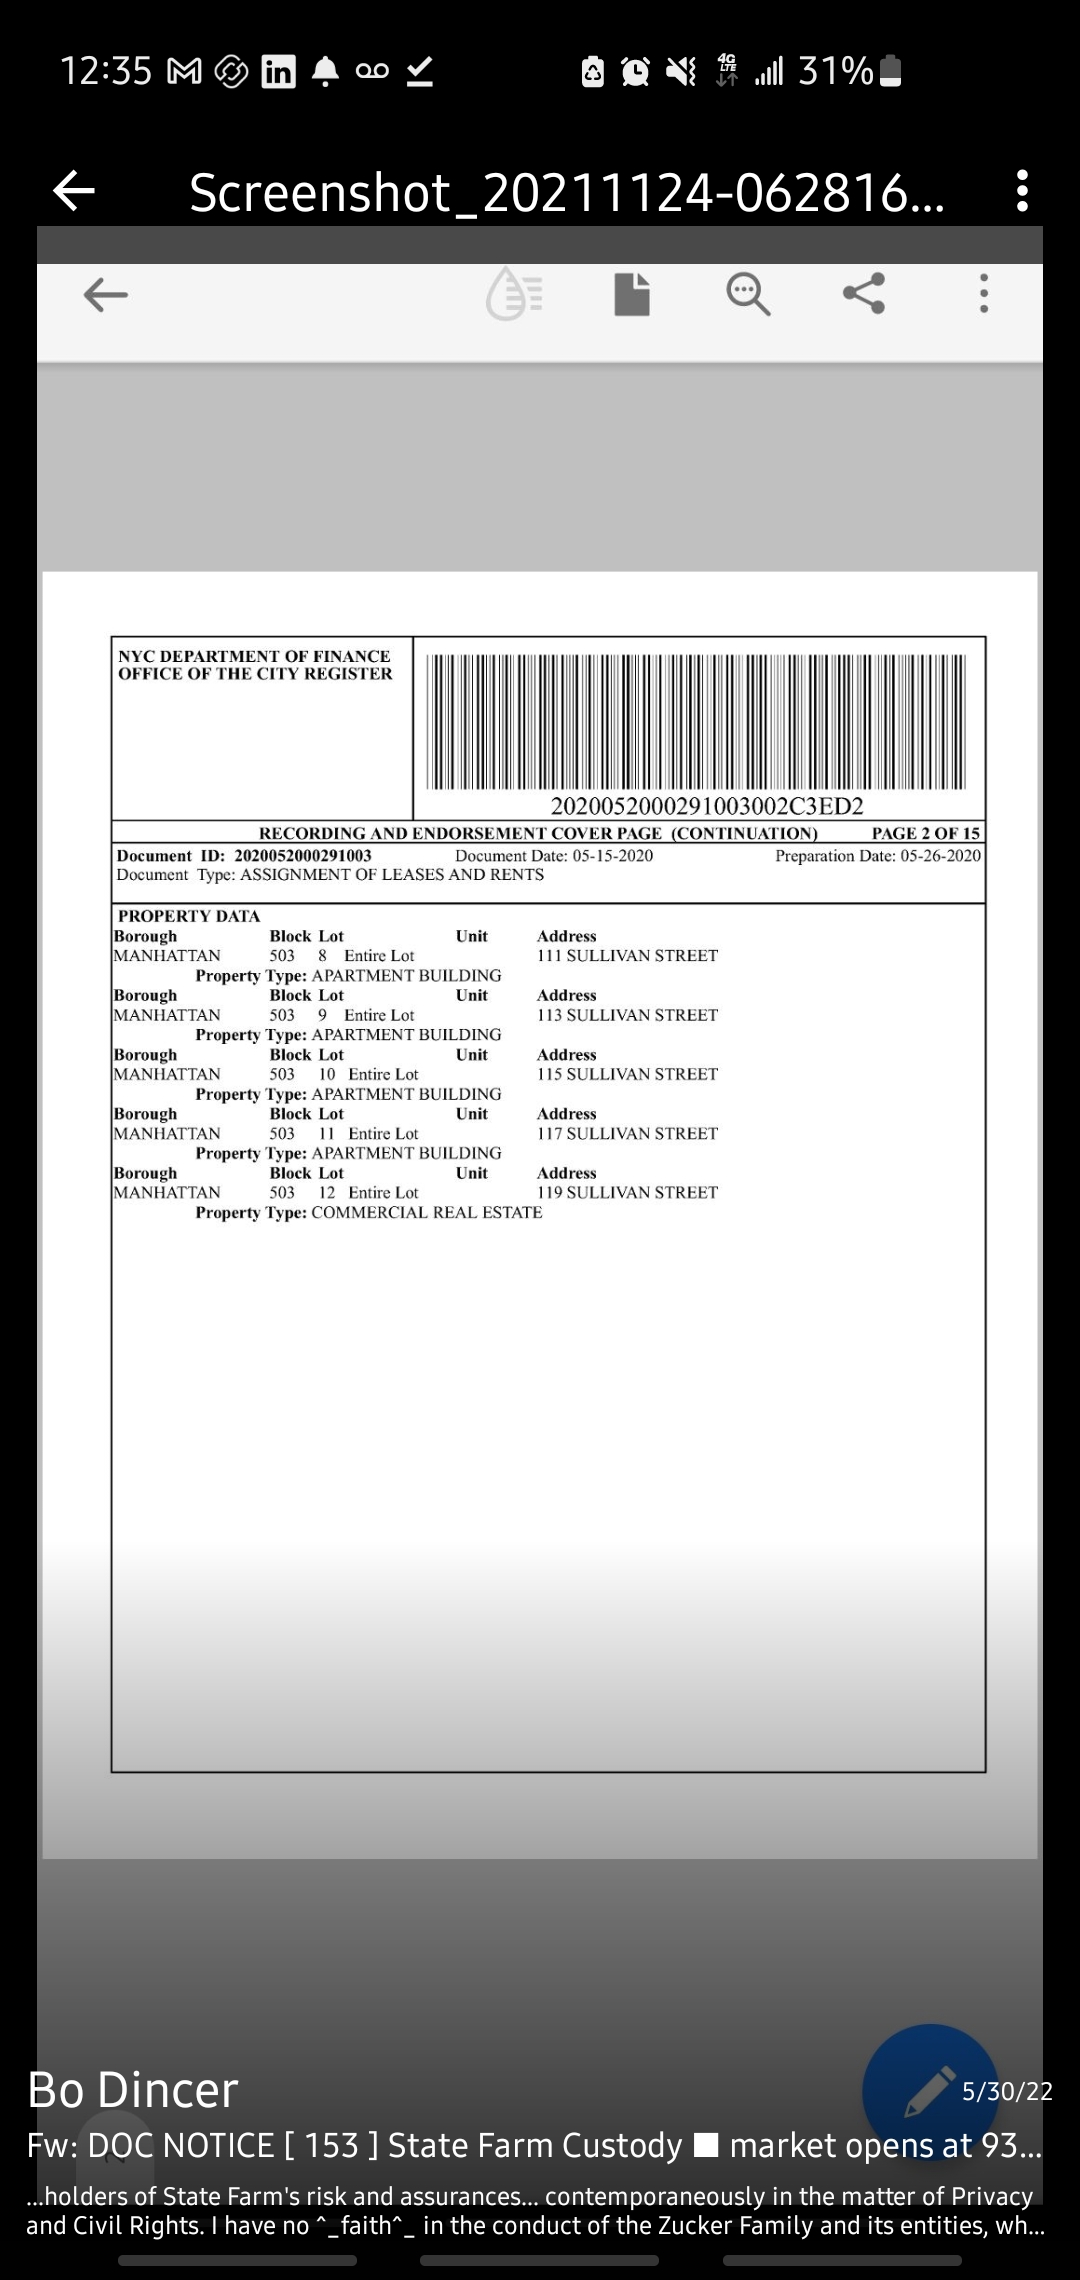 12:35 31%
Screenshot_20211124-062816...
NYC DEPARTMENT OF FINANCE
OFFICE OF THE CITY REGISTER
2020052000291003002C3ED2
RECORDING AND ENDORSEMENT COVER PAGE (CONTINUATION) PAGE 2 OF 15
Document ID: 2020052000291003 Document Date: 05-15-2020 Preparation Date: 05-26-2020
Document Type: ASSIGNMENT OF LEASES AND RENTS
PROPERTY DATA
Borough Block Lot Unit Address
MANHATTAN 503 8 Entire Lot 111 SULLIVAN STREET
Property Type: APARTMENT BUILDING
Borough Block Lot Unit Address
MANHATTAN 503 9 Entire Lot 113 SULLIVAN STREET
Property Type: APARTMENT BUILDING
Borough Block Lot Unit Address
MANHATTAN 503 10 Entire Lot 115 SULLIVAN STREET
Property Type: APARTMENT BUILDING
Borough Block Lot Unit Address
MANHATTAN 503 11 Entire Lot 117 SULLIVAN STREET
Property Type: APARTMENT BUILDING
Borough Block Lot Unit Address
MANHATTAN 503 12 Entire Lot 119 SULLIVAN STREET
Property Type: COMMERCIAL REAL ESTATE
Bo Dincer 5/30/22
Fw: DOC NOTICE [ 153 ] State Farm Custody ■ market opens at 93...
...holders of State Farm's risk and assurances... contemporaneously in the matter of Privacy
and Civil Rights. I have no ^_faith^_ in the conduct of the Zucker Family and its entities, wh...